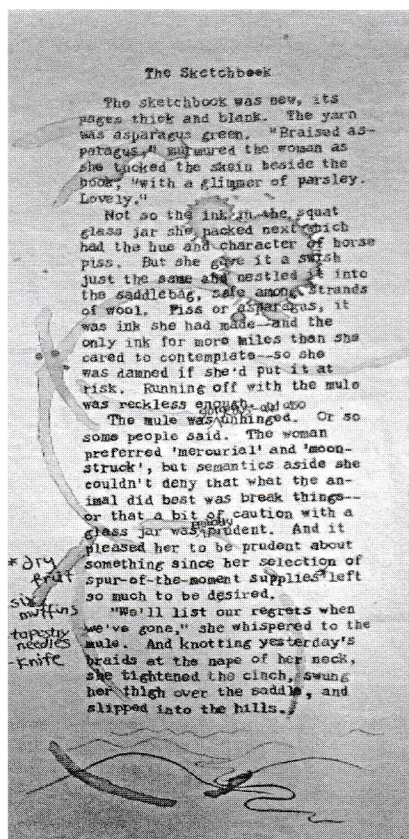 The Sketchbook
The sketchbook was new, its
pages thick and blank. The yarn
was asparagus green. "Braised as-
paragus," murmured the woman as
she tucked the skein beside the
book, "with a glimmer of parsley.
Lovely."
Not so the ink in the squat
glass jar she packed next which
had the hue and character of horse
piss. But she gave it a swish
just the same and nestled it into
the saddlebag, safe among strands
of wool. Piss or asparagus, it
was ink she had made--and the
only ink for more miles than she
cared to contemplate--so she
was damned if she'd put it at
risk. Running off with the mule
was reckless enough.
The mule was unhinged. Or so
some people said. The woman
preferred 'mercurial' and 'moon-
struck', but semantics aside she
couldn't deny that what the an-
imal did best was break things--
or that a bit of caution with a
glass jar was prudent. And it
pleased her to be prudent about
something since her selection of
spur-of-the-moment supplies* left
so much to be desired.
"We'll list our regrets when
we've gone," she whispered to the
mule. And knotting yesterday's
braids at the nape of her neck,
she tightened the cinch, swung
her thigh over the saddle, and
slipped into the hills.
* dry
fruit
six
muffins
tapestry
needles
- knife